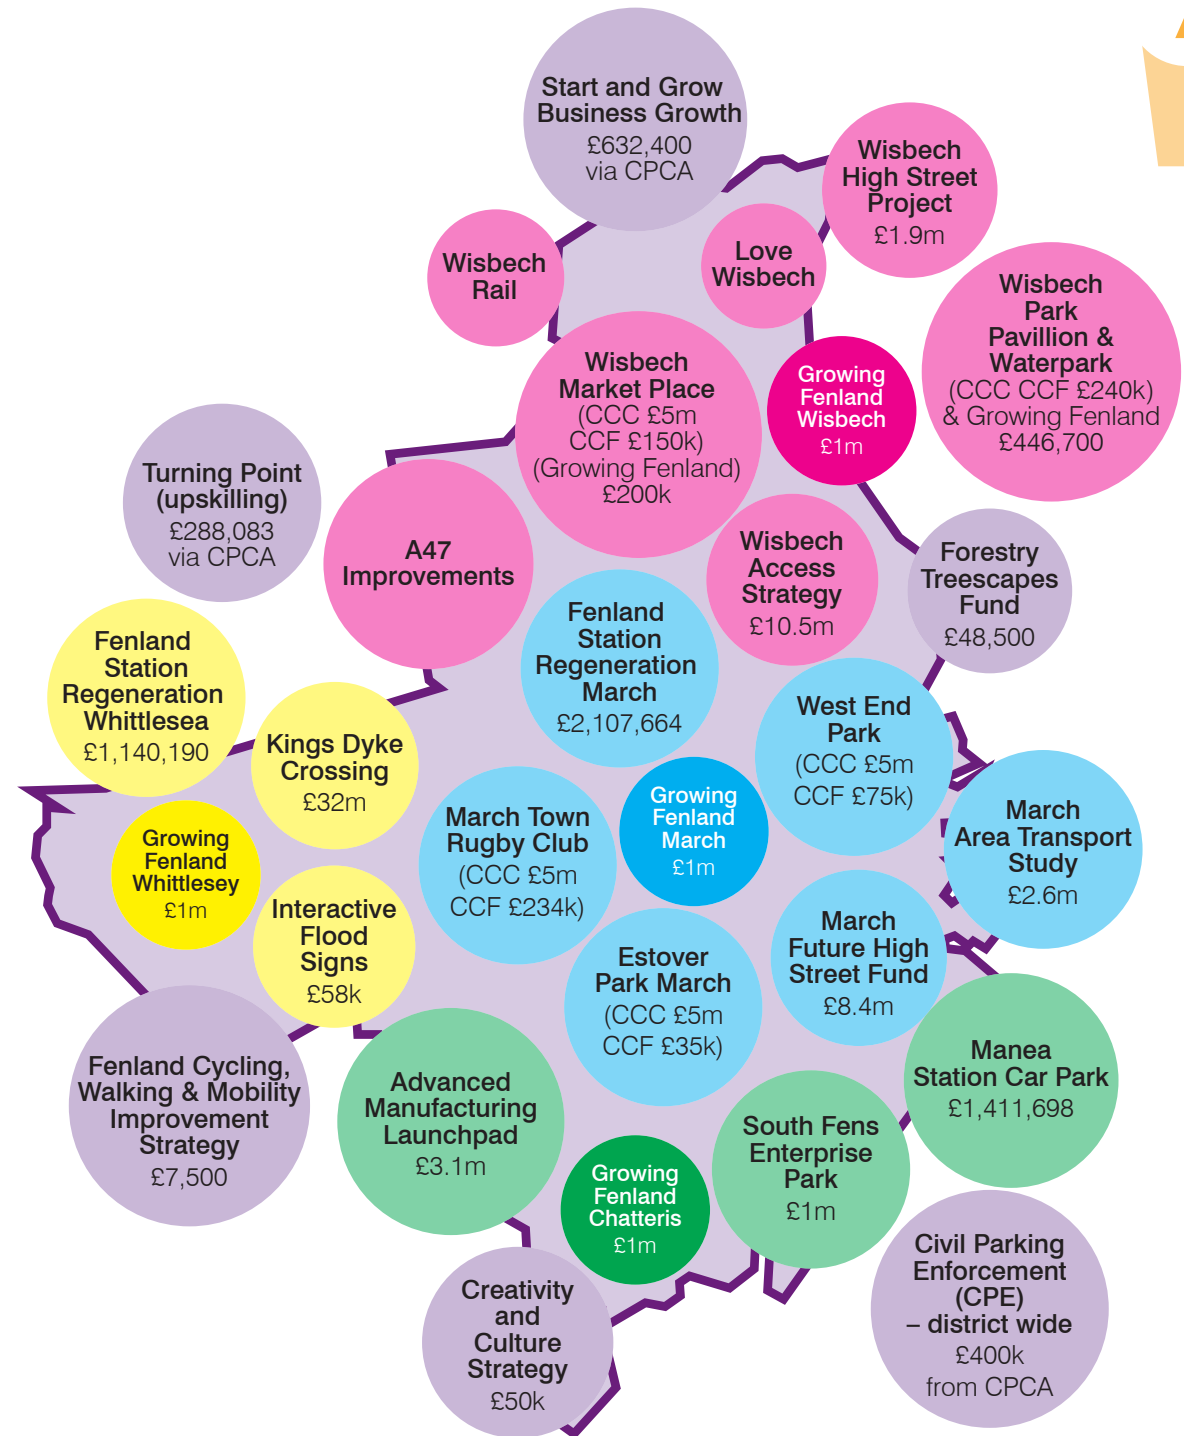 Start and Grow
Business Growth
£632,400
via CPCA
Wisbech
High Street
Project
£1.9m
Wisbech
Rail
Love
Wisbech
Wisbech
Park
Pavillion &
Waterpark
(CCC CCF £240k)
& Growing Fenland
£446,700
Wisbech
Market Place
(CCC £5m
CCF £150k)
(Growing Fenland)
£200k
Growing
Fenland
Wisbech
£1m
Turning Point
(upskilling)
£288,083
via CPCA
A47
Improvements
Wisbech
Access
Strategy
£10.5m
Forestry
Treescapes
Fund
£48,500
Fenland
Station
Regeneration
Whittlesea
£1,140,190
Kings Dyke
Crossing
£32m
Fenland
Station
Regeneration
March
£2,107,664
West End
Park
(CCC £5m
CCF £75k)
Growing
Fenland
Whittlesey
£1m
March Town
Rugby Club
(CCC £5m
CCF £234k)
Growing
Fenland
March
£1m
March
Area Transport
Study
£2.6m
Interactive
Flood
Signs
£58k
Estover
Park March
(CCC £5m
CCF £35k)
March
Future High
Street Fund
£8.4m
Fenland Cycling,
Walking & Mobility
Improvement
Strategy
£7,500
Advanced
Manufacturing
Launchpad
£3.1m
Manea
Station Car Park
£1,411,698
Growing
Fenland
Chatteris
£1m
South Fens
Enterprise
Park
£1m
Creativity
and
Culture
Strategy
£50k
Civil Parking
Enforcement
(CPE)
– district wide
£400k
from CPCA